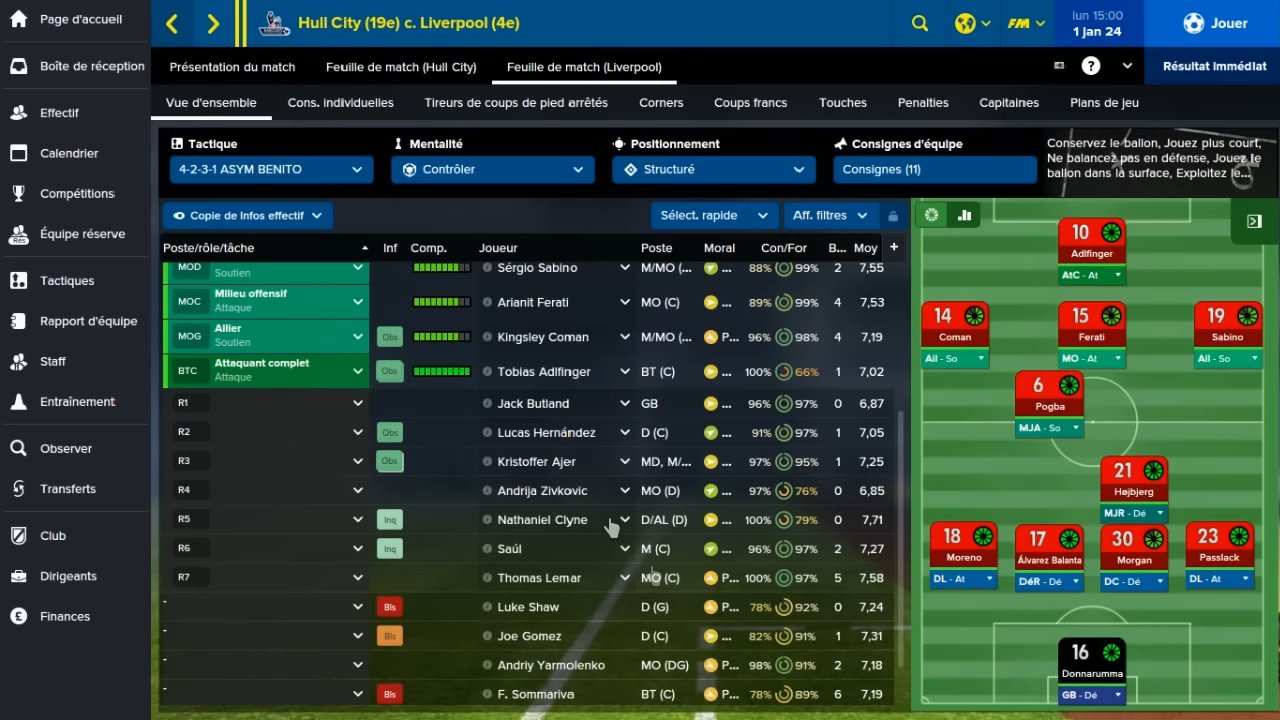 Page d'accueil
Boîte de réception
Effectif
Calendrier
Compétitions
Rés
Équipe réserve
Tactiques
Rapport d'équipe
Staff
Entraînement
Observer
Transferts
Club
Dirigeants
Finances
Hull City (19e) c. Liverpool (4e)
FM
lun 15:00
1 jan 24
Jouer
Présentation du match
Feuille de match (Hull City)
Feuille de match (Liverpool)
?
Résultat Immédiat
Vue d'ensemble
Cons. individuelles
Tireurs de coups de pied arrêtés
Corners
Coups francs
Touches
Penalties
Capitaines
Plans de jeu
Tactique
Mentalité
Positionnement
Consignes d'équipe
4-2-3-1 ASYM BENITO
Contrôler
Structuré
Consignes (11)
Conservez le ballon, Jouez plus court,
Ne balancez pas en défense, Jouez le
ballon dans la surface, Exploitez le...
Copie de Infos effectif
Sélect. rapide
Aff. filtres
Poste/rôle/tâche Inf Comp. Joueur Poste Moral Con/For B... Moy +
MOD Soutien Sérgio Sabino M/MO (... ... 88% 99% 2 7,55
MOC Milieu offensif Attaque Arianit Ferati MO (C) ... 89% 99% 4 7,53
MOG Ailier Soutien Obs Kingsley Coman M/MO (... P... 96% 98% 4 7,19
BTC Attaquant complet Attaque Obs Tobias Adlfinger BT (C) ... 100% 66% 1 7,02
R1 Jack Butland GB ... 96% 97% 0 6,87
R2 Obs Lucas Hernández D (C) ... 91% 97% 1 7,05
R3 Obs Kristoffer Ajer MD, M/... ... 97% 95% 1 7,25
R4 Andrija Zivkovic MO (D) ... 97% 76% 0 6,85
R5 Inq Nathaniel Clyne D/AL (D) ... 100% 79% 0 7,71
R6 Inq Saúl M (C) ... 96% 97% 2 7,27
R7 Thomas Lemar MO (C) P... 100% 97% 5 7,58
- Bls Luke Shaw D (G) P... 78% 92% 0 7,24
- Bls Joe Gomez D (C) P... 82% 91% 1 7,31
- Andriy Yarmolenko MO (DG) P... 98% 91% 2 7,18
- Bls F. Sommariva BT (C) P... 78% 89% 6 7,19
10
Adlfinger
AtC - At
14 15 19
Coman Ferati Sabino
Ail - So MO - At Ail - So
6
Pogba
MJA - So
21
Højbjerg
MJR - Dé
18 17 30 23
Moreno Álvarez Balanta Morgan Passlack
DL - At DéR - Dé DC - Dé DL - At
16
Donnarumma
GB - Dé